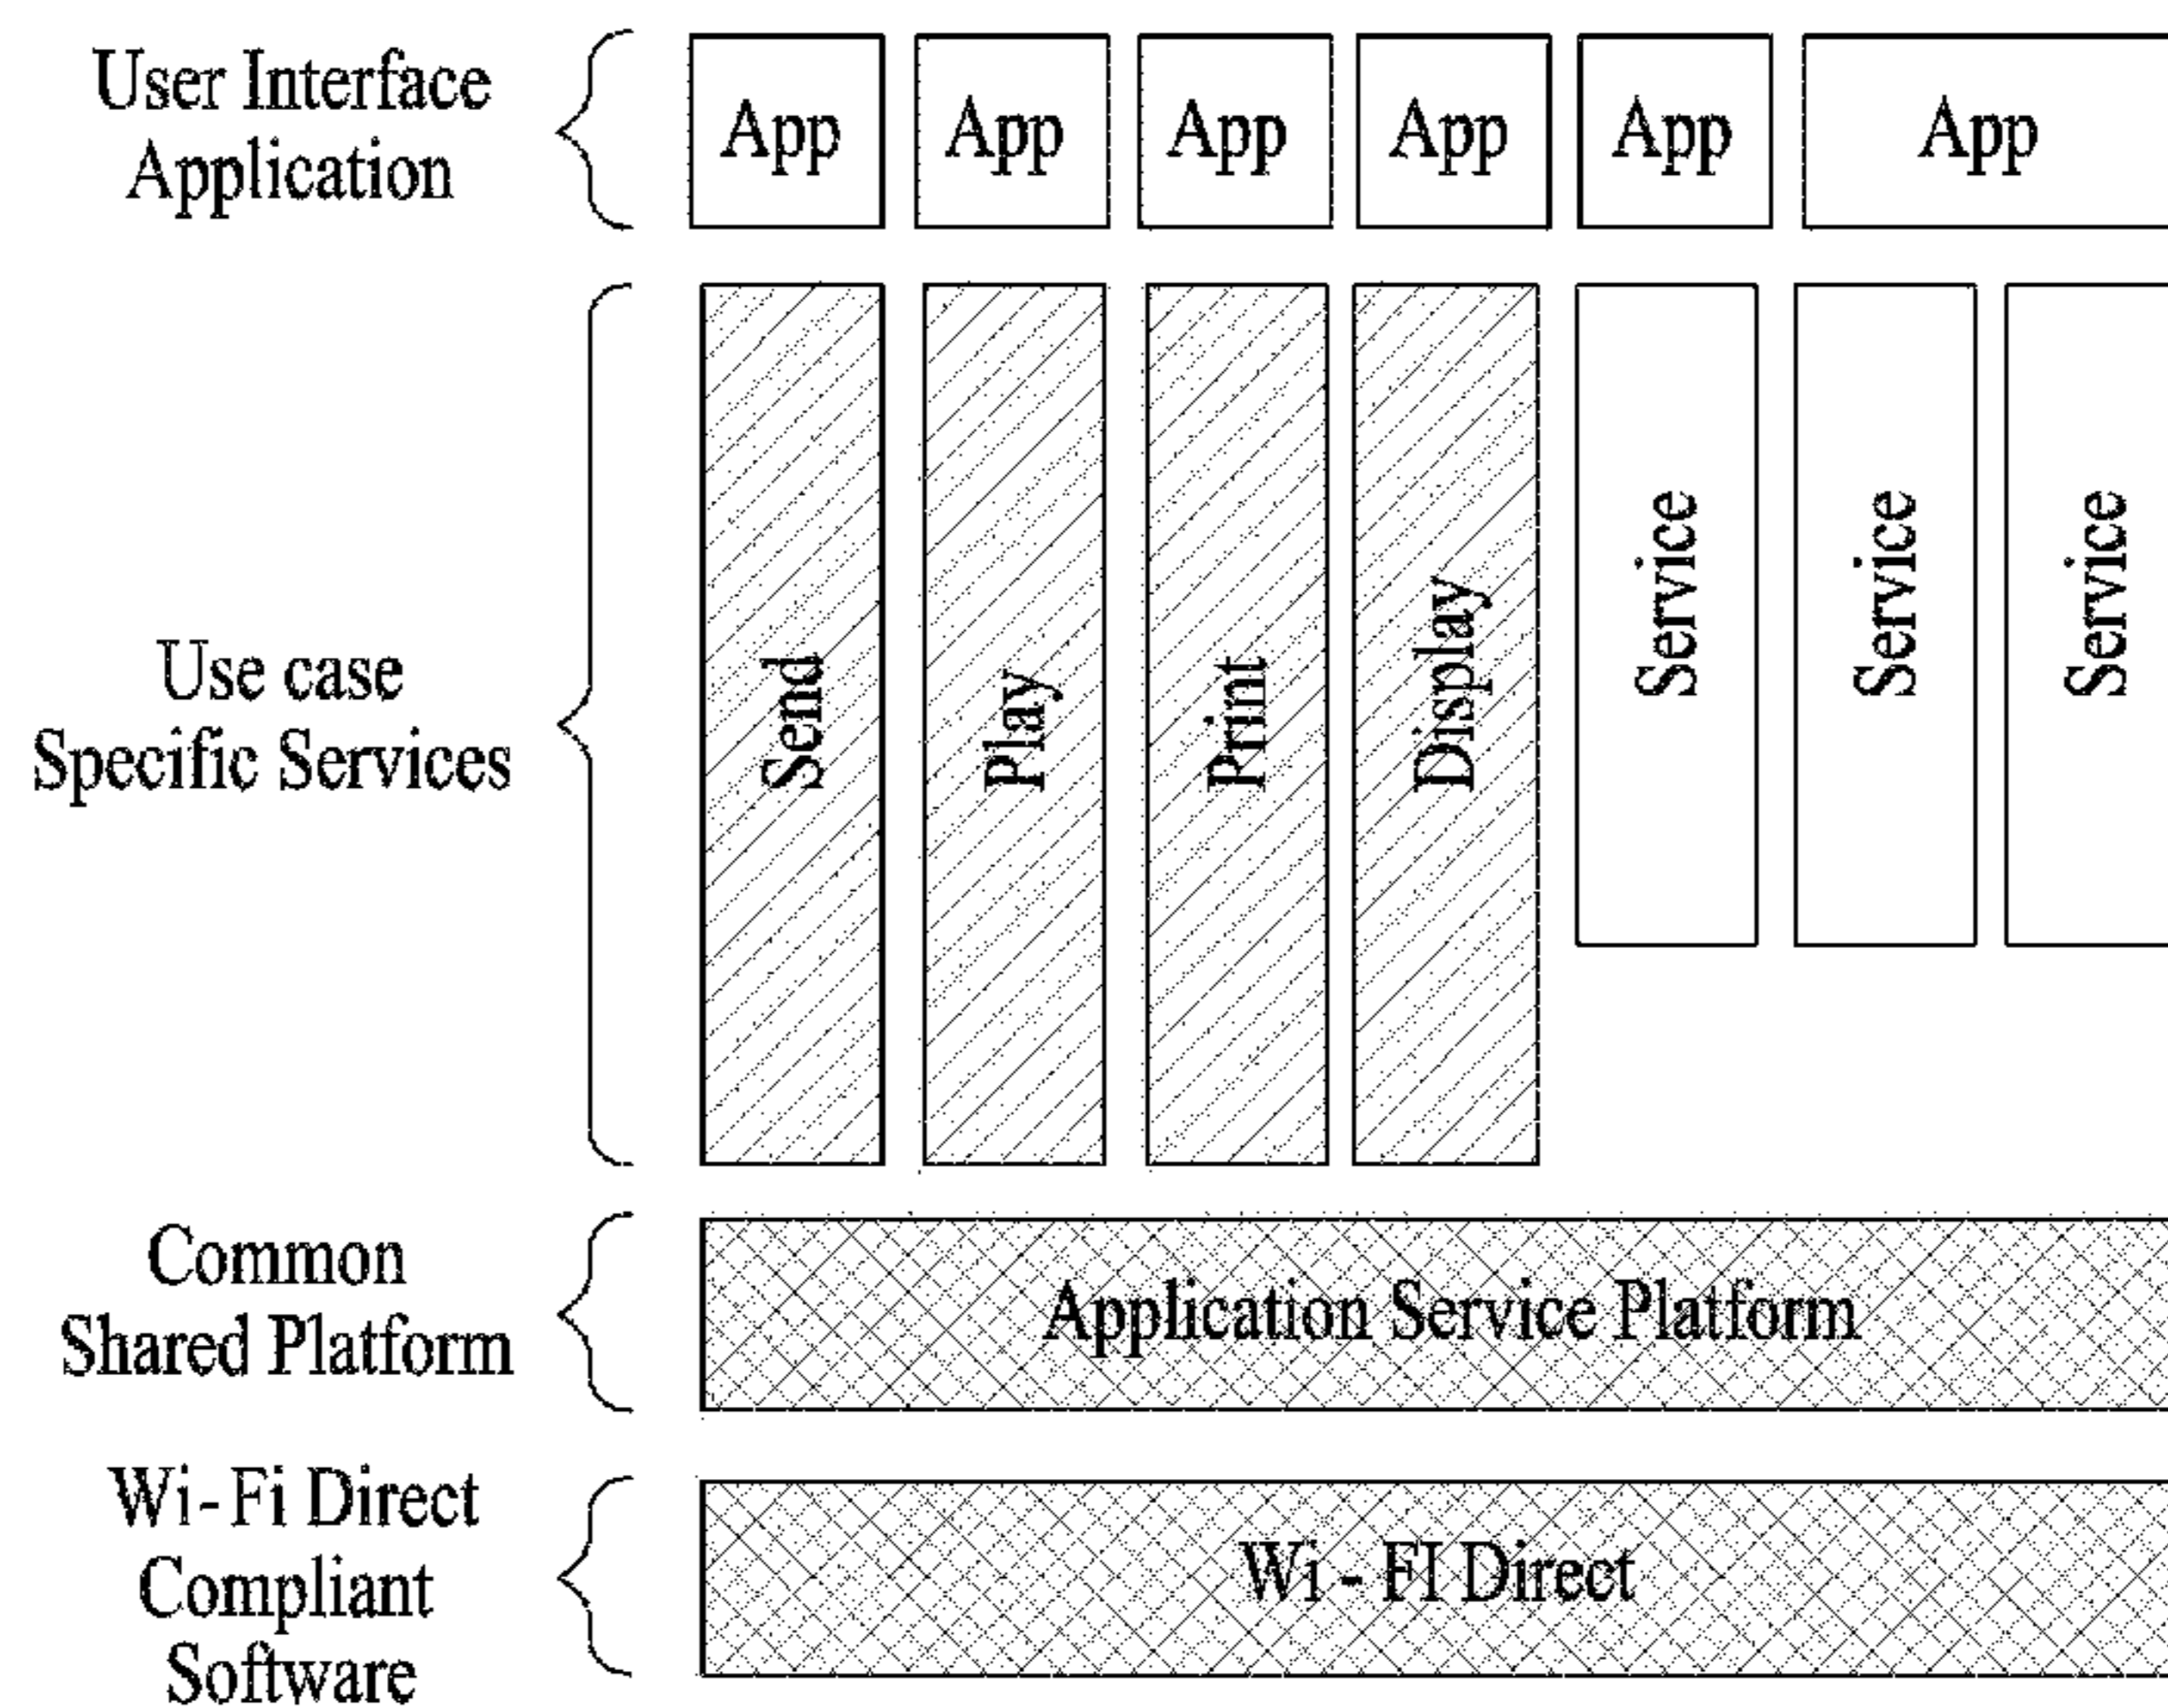 User Interface
Application
App App App App App App
Use case
Specific Services
Send
Play
Print
Display
Service
Service
Service
Common
Shared Platform
Application Service Platform
Wi-Fi Direct
Compliant
Software
Wi - FI Direct